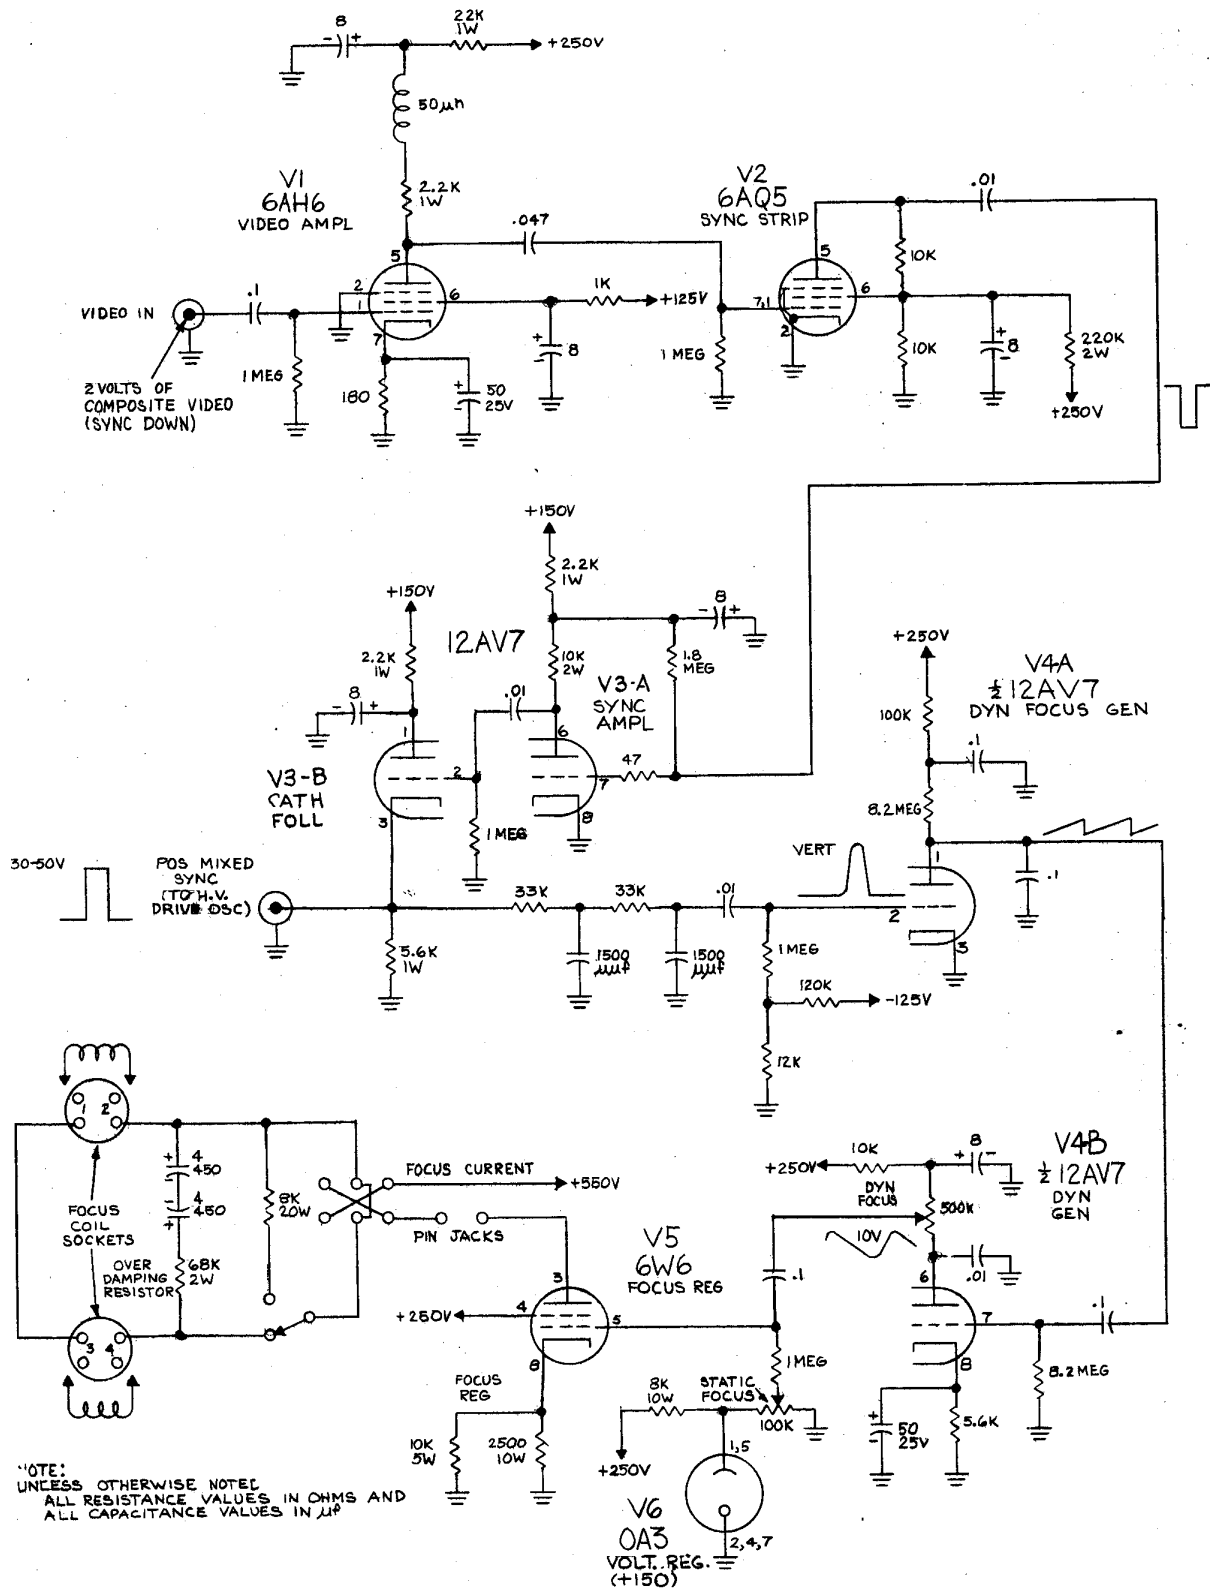 8
- +
22K
1W
+250V
50µh
V1
6AH6
VIDEO AMPL
2.2K
1W
V2
6AQ5
SYNC STRIP
.01
.047
5
5
10K
VIDEO IN
.1
2
1
6
1K
+125V
7,1
6
7
2
1 MEG
+
-
8
1 MEG
10K
+
8
-
220K
2W
2 VOLTS OF
COMPOSITE VIDEO
(SYNC DOWN)
180
+
-
50
25V
+250V
+150V
2.2K
1W
+150V
8
- +
+250V
2.2K
1W
12AV7
10K
2W
1.8
MEG
V4-A
½ 12AV7
DYN FOCUS GEN
8
- +
.01
V3-A
SYNC
AMPL
100K
.1
1
6
V3-B
CATH
FOLL
2
47
7
8.2 MEG
3
8
1 MEG
VERT
1
.1
30-50V
POS MIXED
SYNC
(TO H.V.
DRIVE OSC)
33K
33K
.01
2
3
5.6K
1W
1500
µµf
1500
µµf
1 MEG
120K
-125V
12K
1
2
+ 4
- 450
- 4
+ 450
8K
20W
FOCUS CURRENT
+550V
PIN JACKS
FOCUS
COIL
SOCKETS
OVER
DAMPING
RESISTOR
68K
2W
3
4
10K
+250V
8
+ -
V4B
½ 12AV7
DYN
GEN
DYN
FOCUS
500K
10V
V5
6W6
FOCUS REG
.1
.01
3
6
+250V
4
5
7
.1
8
8
1 MEG
8.2 MEG
FOCUS
REG
8K
10W
STATIC
FOCUS
100K
10K
5W
2500
10W
+250V
1,5
+
-
50
25V
5.6K
V6
OA3
VOLT. REG.
(+150)
2,4,7
NOTE:
UNLESS OTHERWISE NOTED
ALL RESISTANCE VALUES IN OHMS AND
ALL CAPACITANCE VALUES IN µf